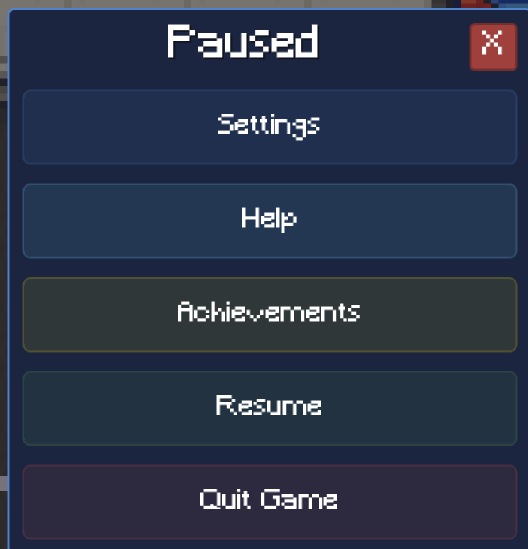 Paused
X
Settings
Help
Achievements
Resume
Quit Game